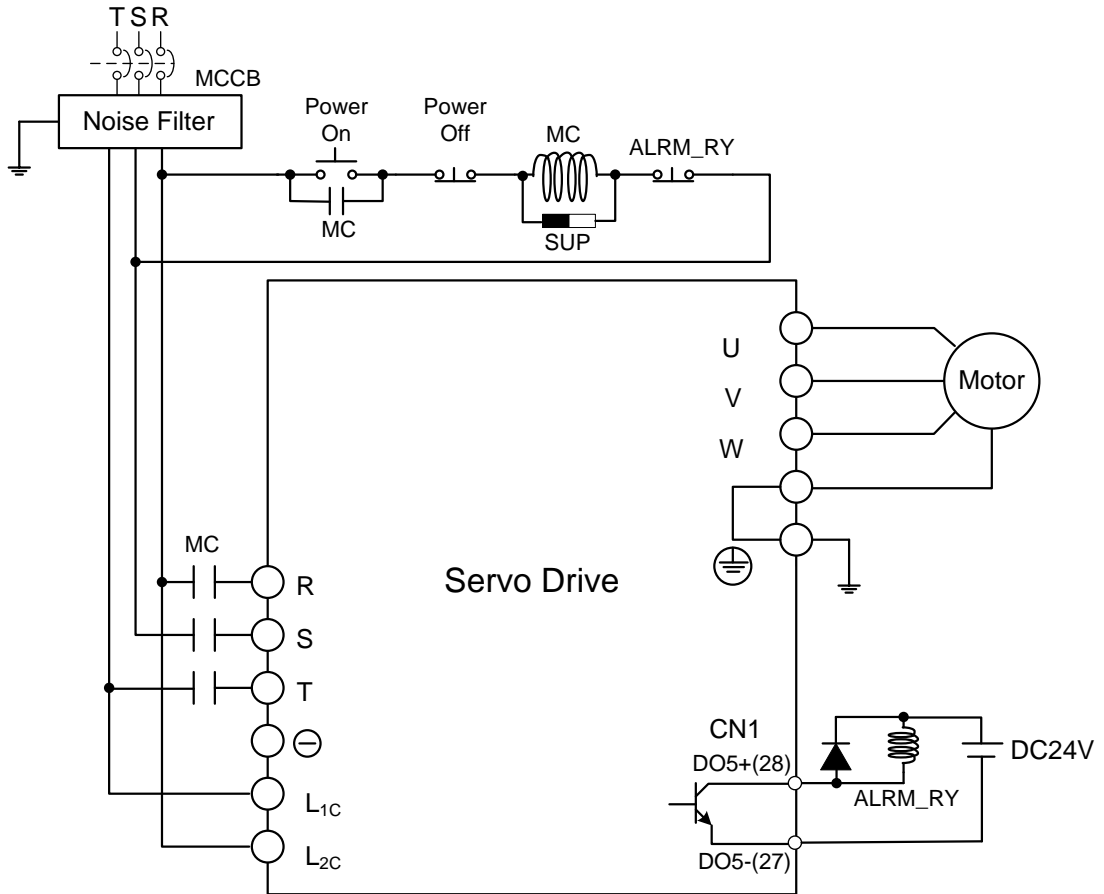 T S R
MCCB
Noise Filter
Power
On
Power
Off
MC
ALRM_RY
MC
SUP
U
V
W
Motor
MC
R
S
T
Servo Drive
L1C
L2C
CN1
DO5+(28)
DO5-(27)
ALRM_RY
DC24V